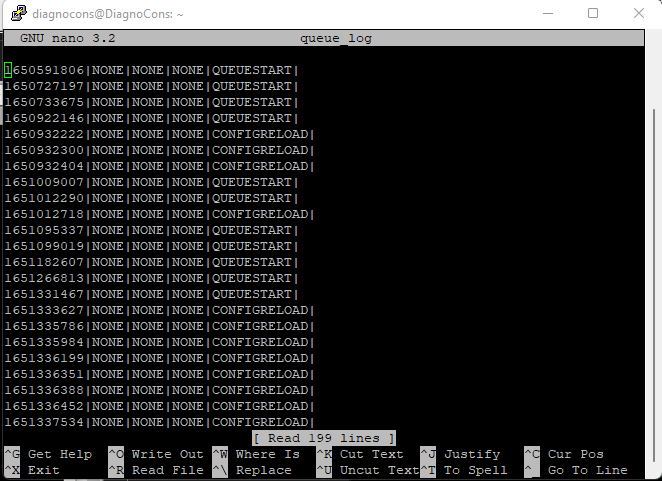 diagnocons@DiagnoCons: ~
GNU nano 3.2 queue_log
1650591806|NONE|NONE|NONE|QUEUESTART|
1650727197|NONE|NONE|NONE|QUEUESTART|
1650733675|NONE|NONE|NONE|QUEUESTART|
1650922146|NONE|NONE|NONE|QUEUESTART|
1650932222|NONE|NONE|NONE|CONFIGRELOAD|
1650932300|NONE|NONE|NONE|CONFIGRELOAD|
1650932404|NONE|NONE|NONE|CONFIGRELOAD|
1651009007|NONE|NONE|NONE|QUEUESTART|
1651012290|NONE|NONE|NONE|QUEUESTART|
1651012718|NONE|NONE|NONE|CONFIGRELOAD|
1651095337|NONE|NONE|NONE|QUEUESTART|
1651099019|NONE|NONE|NONE|QUEUESTART|
1651182607|NONE|NONE|NONE|QUEUESTART|
1651266813|NONE|NONE|NONE|QUEUESTART|
1651331467|NONE|NONE|NONE|QUEUESTART|
1651333627|NONE|NONE|NONE|CONFIGRELOAD|
1651335786|NONE|NONE|NONE|CONFIGRELOAD|
1651335984|NONE|NONE|NONE|CONFIGRELOAD|
1651336199|NONE|NONE|NONE|CONFIGRELOAD|
1651336351|NONE|NONE|NONE|CONFIGRELOAD|
1651336388|NONE|NONE|NONE|CONFIGRELOAD|
1651336452|NONE|NONE|NONE|CONFIGRELOAD|
1651337534|NONE|NONE|NONE|CONFIGRELOAD|
[ Read 199 lines ]
^G Get Help ^O Write Out ^W Where Is ^K Cut Text ^J Justify ^C Cur Pos
^X Exit ^R Read File ^\ Replace ^U Uncut Text ^T To Spell ^_ Go To Line